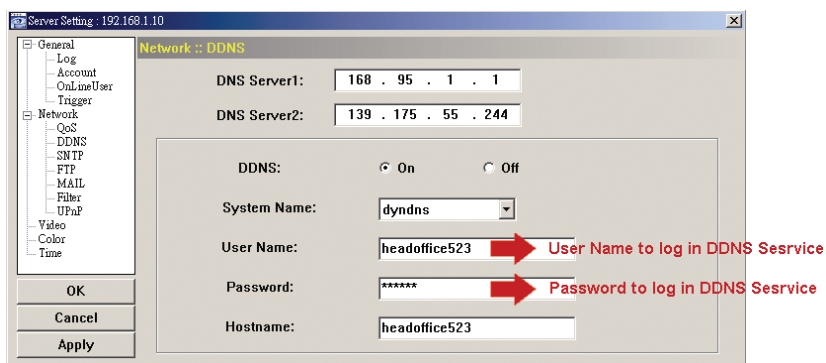 Server Setting : 192.168.1.10
General
Log
Account
OnLineUser
Trigger
Network
QoS
DDNS
SNTP
FTP
MAIL
Filter
UPnP
Video
Color
Time
OK
Cancel
Apply
Network :: DDNS
DNS Server1: 168 . 95 . 1 . 1
DNS Server2: 139 . 175 . 55 . 244
DDNS: On Off
System Name: dyndns
User Name: headoffice523 User Name to log in DDNS Sesrvice
Password: ****** Password to log in DDNS Sesrvice
Hostname: headoffice523